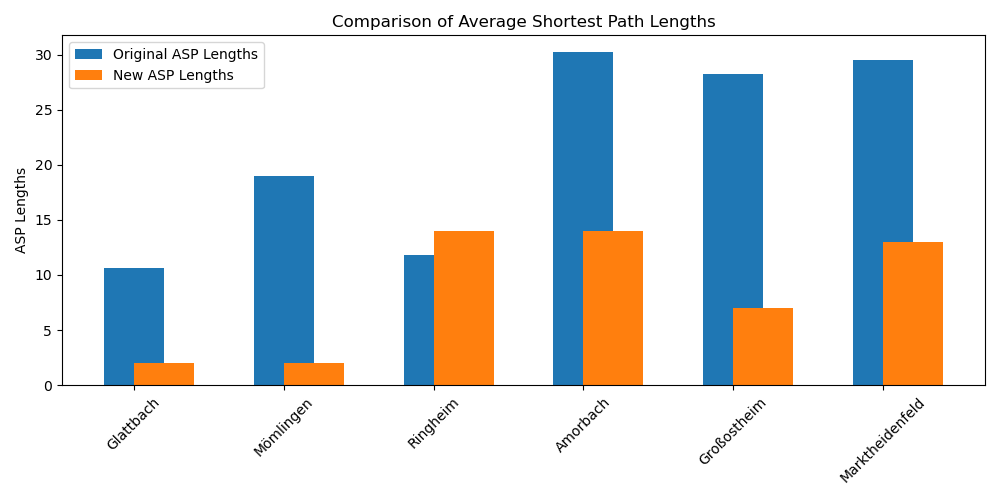 Comparison of Average Shortest Path Lengths
Original ASP Lengths
New ASP Lengths
ASP Lengths
30
25
20
15
10
5
0
Glattbach
Mömlingen
Ringheim
Amorbach
Großostheim
Marktheidenfeld